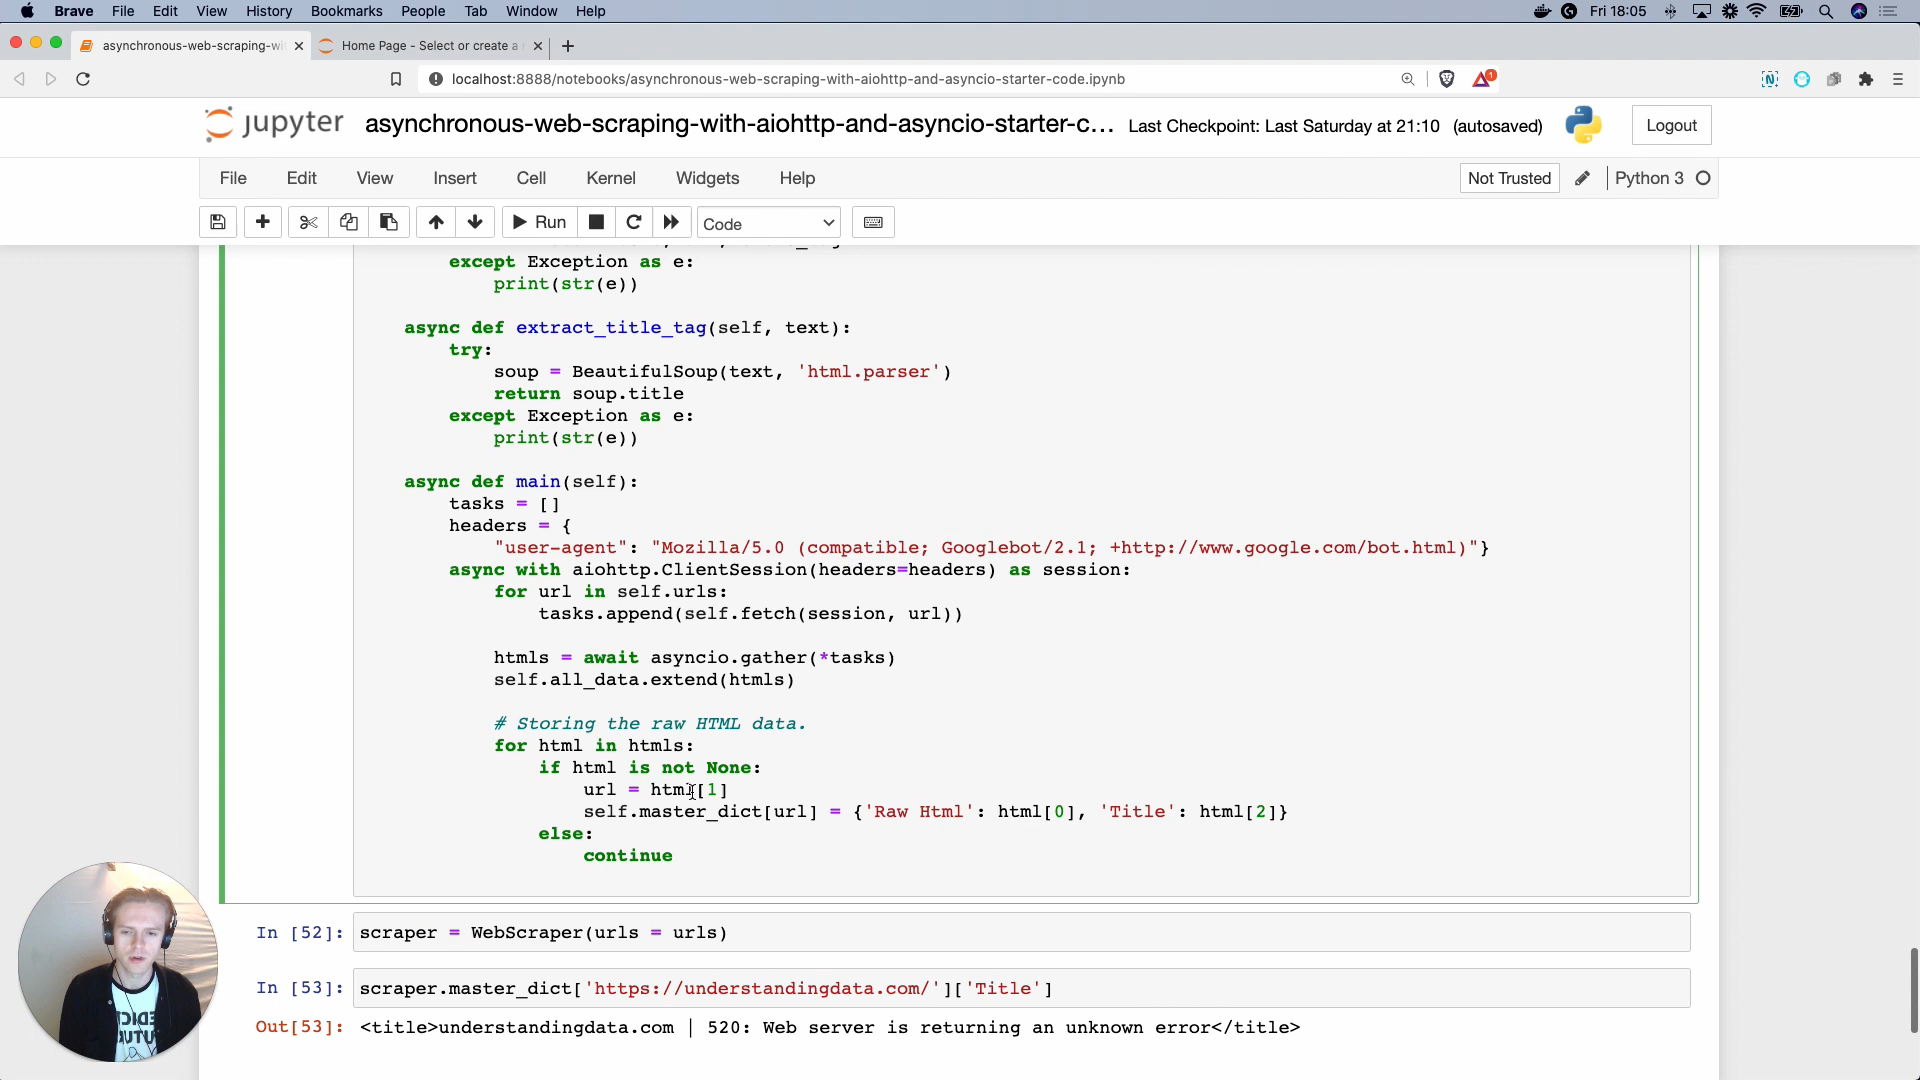 Brave File Edit View History Bookmarks People Tab Window Help Fri 18:05
asynchronous-web-scraping-wi Home Page - Select or create a
localhost:8888/notebooks/asynchronous-web-scraping-with-aiohttp-and-asyncio-starter-code.ipynb 1
jupyter asynchronous-web-scraping-with-aiohttp-and-asyncio-starter-c... Last Checkpoint: Last Saturday at 21:10 (autosaved) Logout
File Edit View Insert Cell Kernel Widgets Help Not Trusted Python 3
Run Code
except Exception as e:
print(str(e))
async def extract_title_tag(self, text):
try:
soup = BeautifulSoup(text, 'html.parser')
return soup.title
except Exception as e:
print(str(e))
async def main(self):
tasks = []
headers = {
"user-agent": "Mozilla/5.0 (compatible; Googlebot/2.1; +http://www.google.com/bot.html)"}
async with aiohttp.ClientSession(headers=headers) as session:
for url in self.urls:
tasks.append(self.fetch(session, url))
htmls = await asyncio.gather(*tasks)
self.all_data.extend(htmls)
# Storing the raw HTML data.
for html in htmls:
if html is not None:
url = html[1]
self.master_dict[url] = {'Raw Html': html[0], 'Title': html[2]}
else:
continue
In [52]: scraper = WebScraper(urls = urls)
In [53]: scraper.master_dict['https://understandingdata.com/']['Title']
Out[53]: <title>understandingdata.com | 520: Web server is returning an unknown error</title>